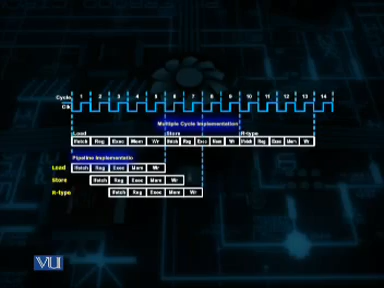 Cycle 1 2 3 4 5 6 7 8 9 10 11 12 13 14
Clk
Multiple Cycle Implementation
Load Store R-type
Ifetch Reg Exec Mem Wr Ifetch Reg Exec Mem Wr Ifetch Reg Exec Mem Wr
Pipeline Implementatio
Load Ifetch Reg Exec Mem Wr
Store Ifetch Reg Exec Mem Wr
R-type Ifetch Reg Exec Mem Wr
VU